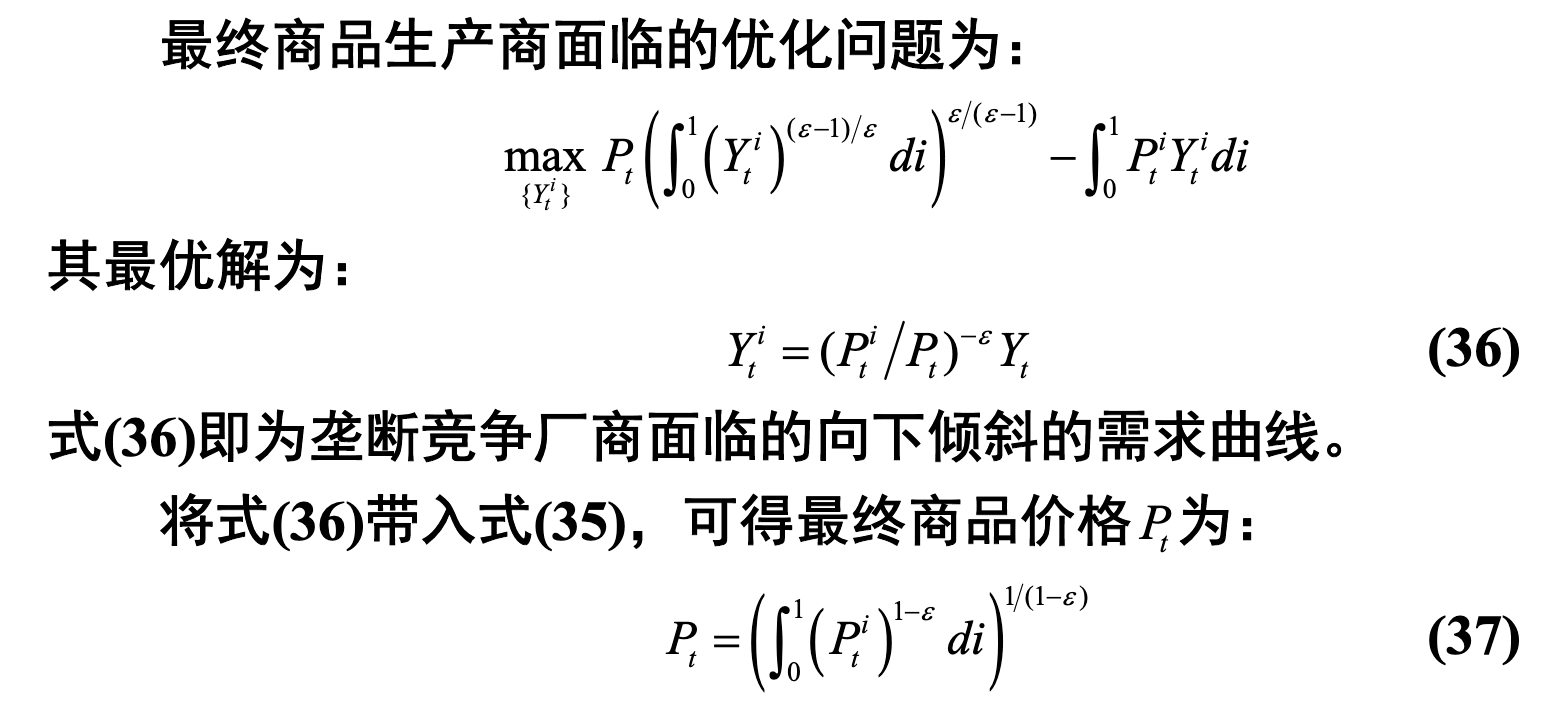 最终商品生产商面临的优化问题为：
$\max_{\{Y_t^i\}} P_t \left( \int_0^1 \left( Y_t^i \right)^{(\varepsilon-1)/\varepsilon} di \right)^{\varepsilon/(\varepsilon-1)} - \int_0^1 P_t^i Y_t^i di$
其最优解为：
$Y_t^i = (P_t^i / P_t)^{-\varepsilon} Y_t$ (36)
式(36)即为垄断竞争厂商面临的向下倾斜的需求曲线。
将式(36)带入式(35)，可得最终商品价格$P_t$为：
$P_t = \left( \int_0^1 \left( P_t^i \right)^{1-\varepsilon} di \right)^{1/(1-\varepsilon)}$ (37)